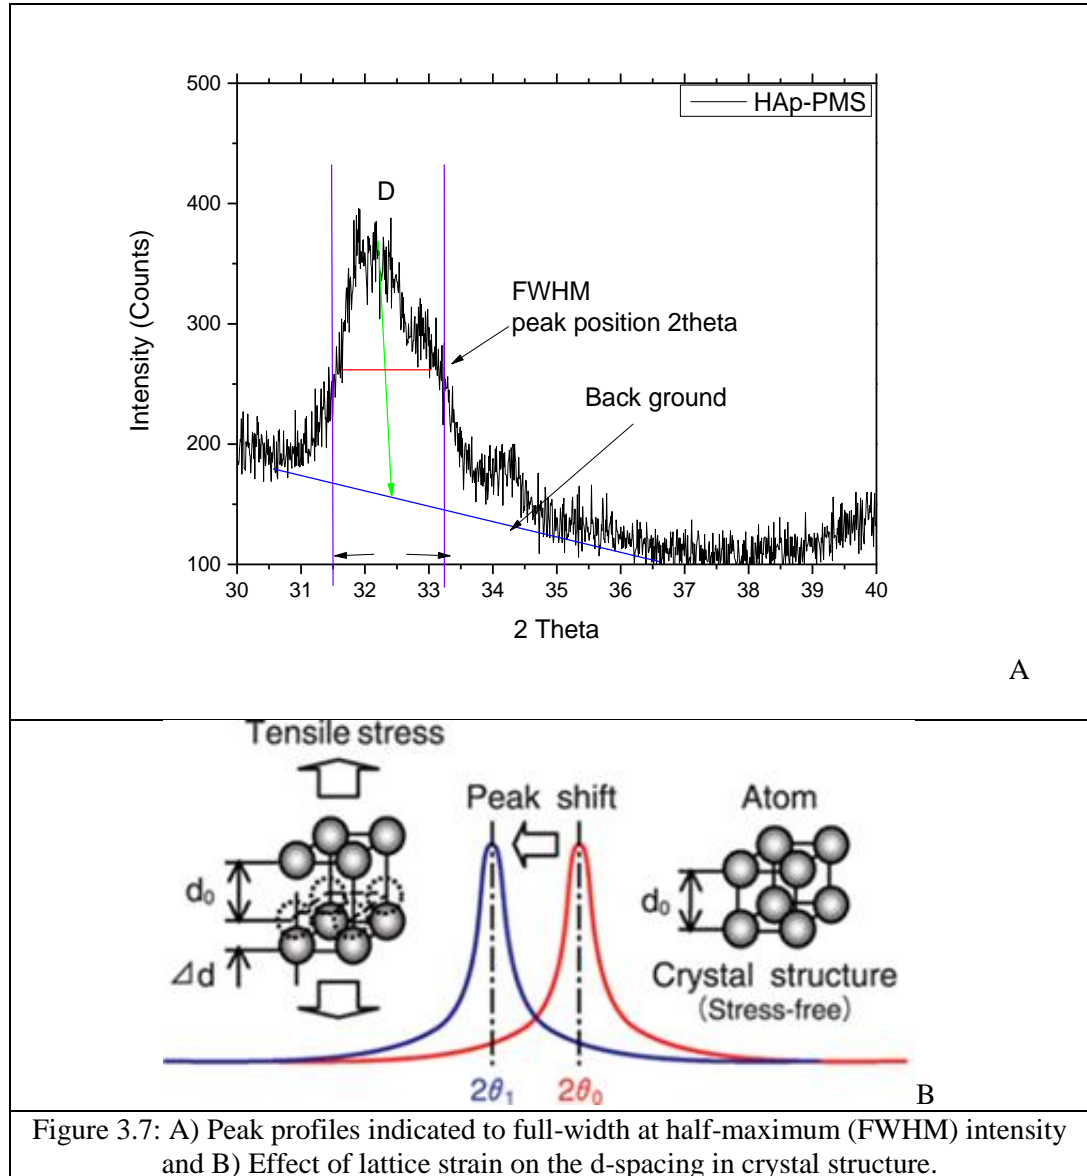 500
400
300
200
100
Intensity (Counts)
HAp-PMS
D
FWHM
peak position 2theta
Back ground
30 31 32 33 34 35 36 37 38 39 40
2 Theta
A
Tensile stress
Peak shift
Atom
d₀
d₀
⊿d
Crystal structure
(Stress-free)
2θ₁
2θ₀
B
Figure 3.7: A) Peak profiles indicated to full-width at half-maximum (FWHM) intensity
and B) Effect of lattice strain on the d-spacing in crystal structure.